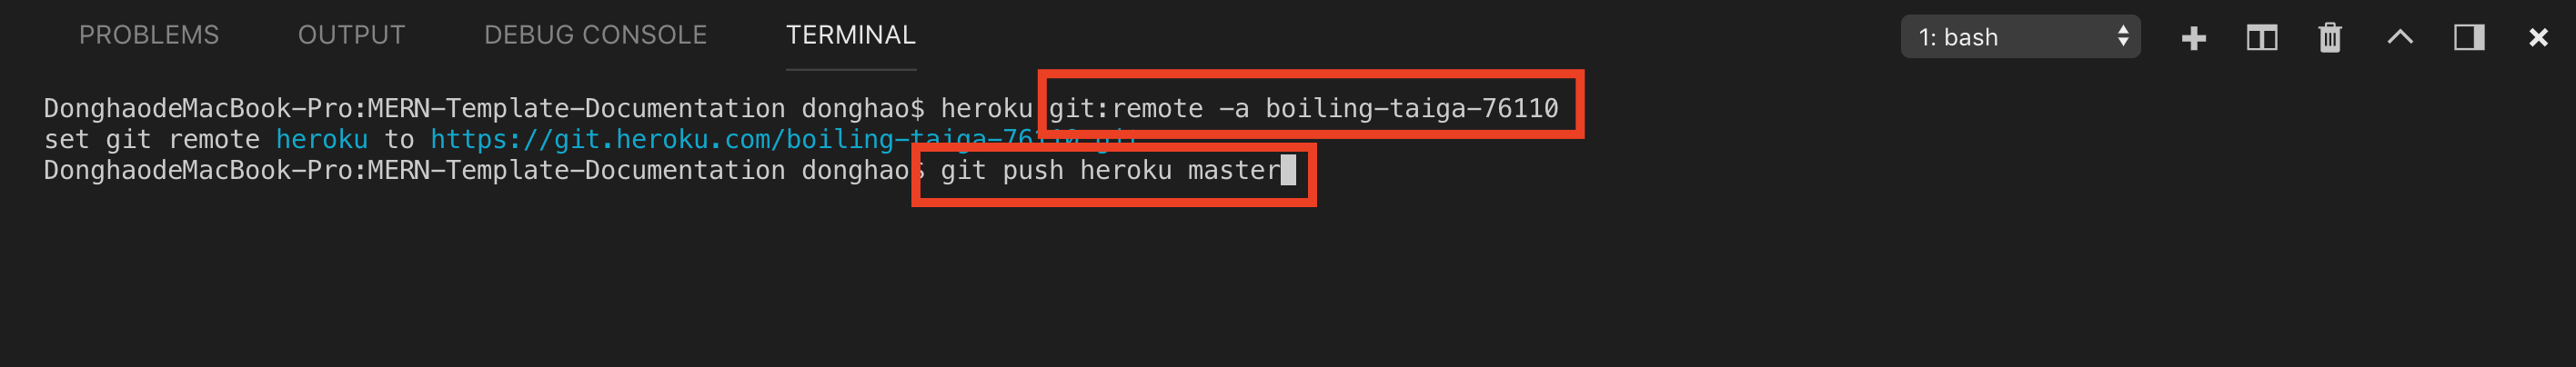 PROBLEMS OUTPUT DEBUG CONSOLE TERMINAL 1: bash
DonghaodeMacBook-Pro:MERN-Template-Documentation donghao$ heroku git:remote -a boiling-taiga-76110
set git remote heroku to https://git.heroku.com/boiling-taiga-76110.git
DonghaodeMacBook-Pro:MERN-Template-Documentation donghao$ git push heroku master